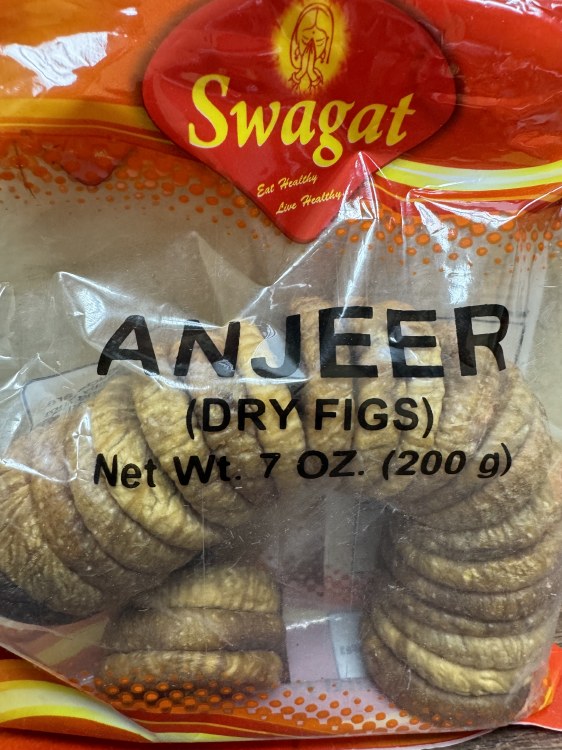 Swagat
Eat Healthy
Live Healthy
ANJEER
(DRY FIGS)
Net Wt. 7 OZ. (200 g)